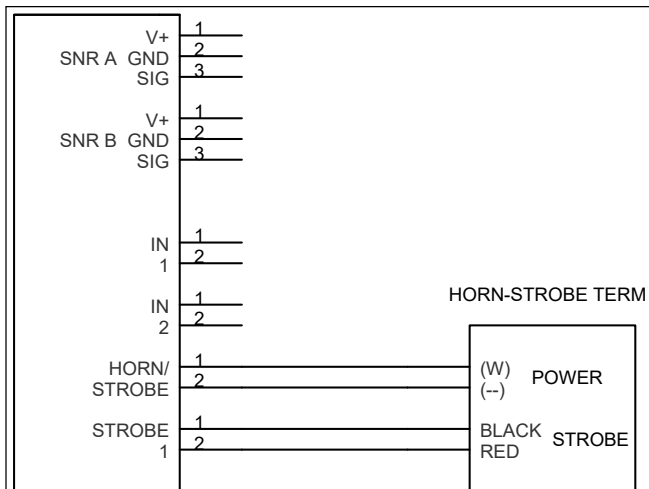 V+ 1
SNR A GND 2
SIG 3
V+ 1
SNR B GND 2
SIG 3
IN 1
1 2
IN 1
2 2
HORN-STROBE TERM
HORN/ 1 (W) POWER
STROBE 2 (--)
STROBE 1 BLACK STROBE
1 2 RED